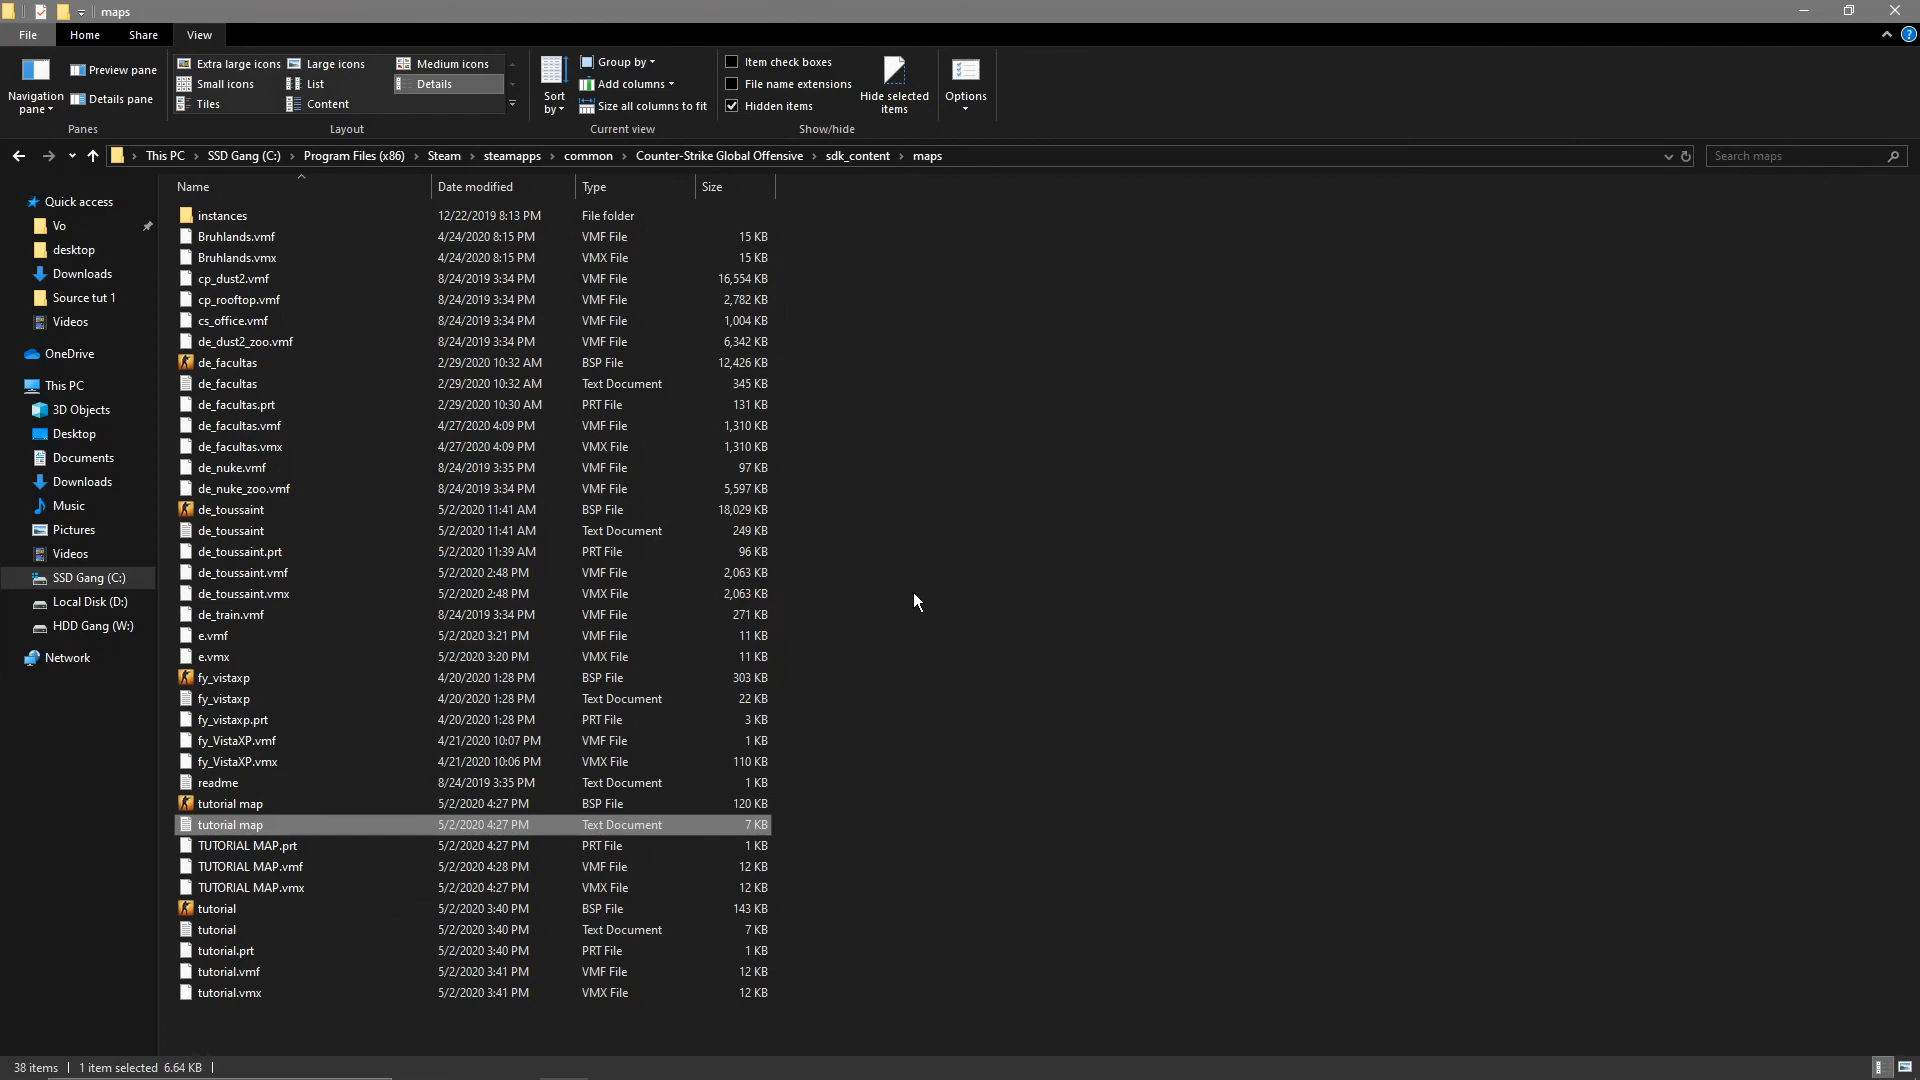 maps
File Home Share View
Navigation pane
Preview pane
Details pane
Panes
Extra large icons Large icons Medium icons
Small icons List Details
Tiles Content
Layout
Sort by
Group by
Add columns
Size all columns to fit
Current view
Item check boxes
File name extensions
Hidden items
Hide selected items
Show/hide
Options
This PC SSD Gang (C:) Program Files (x86) Steam steamapps common Counter-Strike Global Offensive sdk_content maps
Search maps
Quick access
Vo
desktop
Downloads
Source tut 1
Videos
OneDrive
This PC
3D Objects
Desktop
Documents
Downloads
Music
Pictures
Videos
SSD Gang (C:)
Local Disk (D:)
HDD Gang (W:)
Network
Name Date modified Type Size
instances 12/22/2019 8:13 PM File folder
Bruhlands.vmf 4/24/2020 8:15 PM VMF File 15 KB
Bruhlands.vmx 4/24/2020 8:15 PM VMX File 15 KB
cp_dust2.vmf 8/24/2019 3:34 PM VMF File 16,554 KB
cp_rooftop.vmf 8/24/2019 3:34 PM VMF File 2,782 KB
cs_office.vmf 8/24/2019 3:34 PM VMF File 1,004 KB
de_dust2_zoo.vmf 8/24/2019 3:34 PM VMF File 6,342 KB
de_facultas 2/29/2020 10:32 AM BSP File 12,426 KB
de_facultas 2/29/2020 10:32 AM Text Document 345 KB
de_facultas.prt 2/29/2020 10:30 AM PRT File 131 KB
de_facultas.vmf 4/27/2020 4:09 PM VMF File 1,310 KB
de_facultas.vmx 4/27/2020 4:09 PM VMX File 1,310 KB
de_nuke.vmf 8/24/2019 3:35 PM VMF File 97 KB
de_nuke_zoo.vmf 8/24/2019 3:34 PM VMF File 5,597 KB
de_toussaint 5/2/2020 11:41 AM BSP File 18,029 KB
de_toussaint 5/2/2020 11:41 AM Text Document 249 KB
de_toussaint.prt 5/2/2020 11:39 AM PRT File 96 KB
de_toussaint.vmf 5/2/2020 2:48 PM VMF File 2,063 KB
de_toussaint.vmx 5/2/2020 2:48 PM VMX File 2,063 KB
de_train.vmf 8/24/2019 3:34 PM VMF File 271 KB
e.vmf 5/2/2020 3:21 PM VMF File 11 KB
e.vmx 5/2/2020 3:20 PM VMX File 11 KB
fy_vistaxp 4/20/2020 1:28 PM BSP File 303 KB
fy_vistaxp 4/20/2020 1:28 PM Text Document 22 KB
fy_vistaxp.prt 4/20/2020 1:28 PM PRT File 3 KB
fy_VistaXP.vmf 4/21/2020 10:07 PM VMF File 1 KB
fy_VistaXP.vmx 4/21/2020 10:06 PM VMX File 110 KB
readme 8/24/2019 3:35 PM Text Document 1 KB
tutorial map 5/2/2020 4:27 PM BSP File 120 KB
tutorial map 5/2/2020 4:27 PM Text Document 7 KB
TUTORIAL MAP.prt 5/2/2020 4:27 PM PRT File 1 KB
TUTORIAL MAP.vmf 5/2/2020 4:28 PM VMF File 12 KB
TUTORIAL MAP.vmx 5/2/2020 4:27 PM VMX File 12 KB
tutorial 5/2/2020 3:40 PM BSP File 143 KB
tutorial 5/2/2020 3:40 PM Text Document 7 KB
tutorial.prt 5/2/2020 3:40 PM PRT File 1 KB
tutorial.vmf 5/2/2020 3:41 PM VMF File 12 KB
tutorial.vmx 5/2/2020 3:41 PM VMX File 12 KB
38 items 1 item selected 6.64 KB